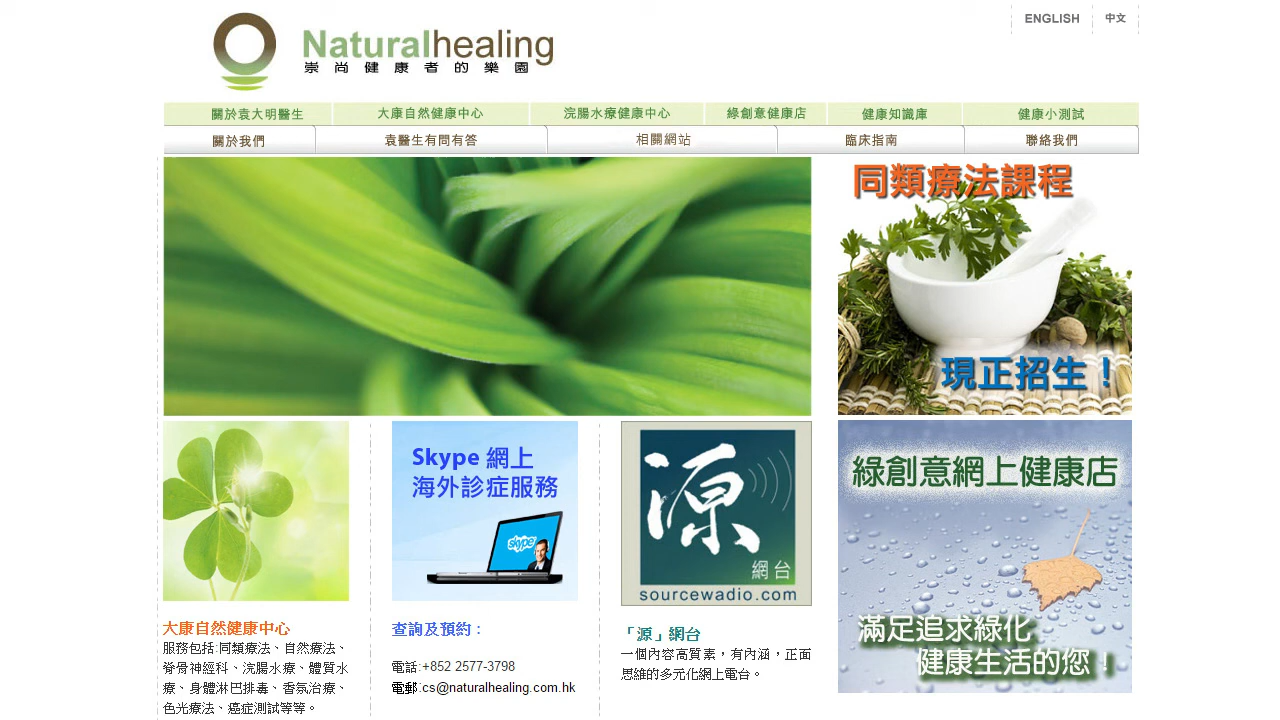 ENGLISH
中文
Naturalhealing
崇尚健康者的樂園
關於袁大明醫生
大康自然健康中心
浣腸水療健康中心
綠創意健康店
健康知識庫
健康小測試
關於我們
袁醫生有問有答
相關網站
臨床指南
聯絡我們
同類療法課程
現正招生！
Skype 網上
海外診症服務
skype
源
網台
sourcewadio.com
綠創意網上健康店
滿足追求綠化
健康生活的您！
大康自然健康中心
服務包括:同類療法、自然療法、
脊骨神經科、浣腸水療、體質水
療、身體淋巴排毒、香氛治療、
色光療法、癌症測試等等。
查詢及預約：
電話:+852 2577-3798
電郵:cs@naturalhealing.com.hk
「源」網台
一個內容高質素，有內涵，正面
思維的多元化網上電台。